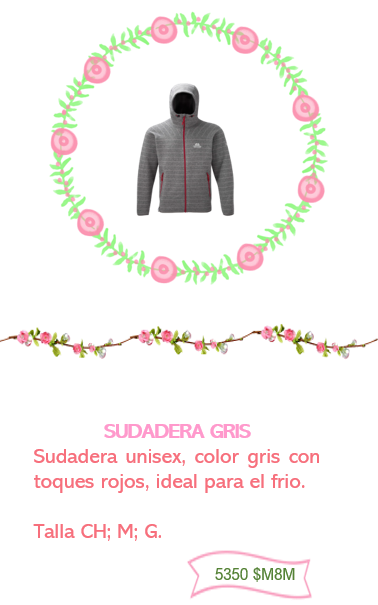 SUDADERA GRIS
Sudadera unisex, color gris con
toques rojos, ideal para el frio.
Talla CH; M; G.
5350 $M8M